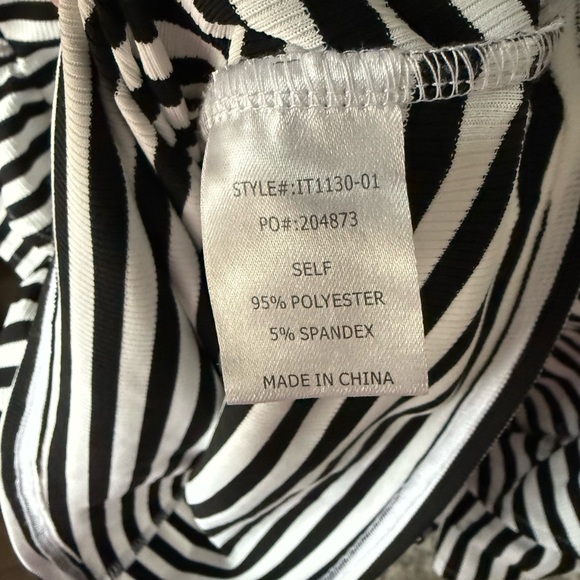 STYLE#:IT1130-01
PO#:204873
SELF
95% POLYESTER
5% SPANDEX
MADE IN CHINA